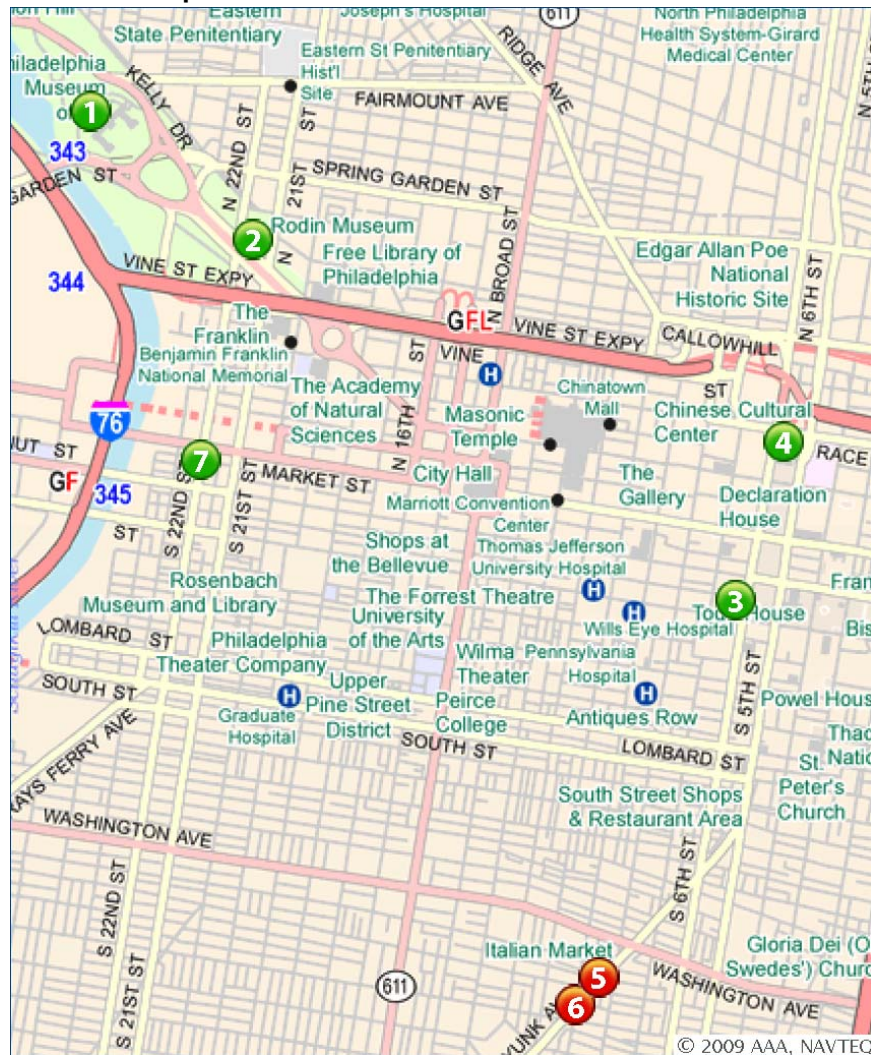 Eastern
State Penitentiary
Joseph's Hospital
611
North Philadelphia
Health System-Girard
Medical Center
Eastern St Penitentiary
Hist'l
Site
RIDGE AVE
N 5TH
KELLY DR
Philadelphia
Museum
1
FAIRMOUNT AVE
343
GARDEN ST
N 22ND ST
21ST ST
N
SPRING GARDEN ST
2
Rodin Museum
Free Library of
Philadelphia
N BROAD ST
Edgar Allan Poe
National
Historic Site
N 6TH ST
344
VINE ST EXPY
GFL
VINE ST EXPY
CALLOWHILL
ST
The
Franklin
Benjamin Franklin
National Memorial
VINE
ST
H
The Academy
of Natural
Sciences
N 16TH
Masonic
Temple
Chinatown
Mall
Chinese Cultural
Center
4
RACE
76
7
MARKET ST
City Hall
The
Gallery
Declaration
House
GF
345
ST
ST
S 22ND ST
S 21ST ST
Marriott Convention
Center
Shops at
the Bellevue
Thomas Jefferson
University Hospital
H
Rosenbach
Museum and Library
The Forrest Theatre
H
3
Todd House
Wills Eye Hospital
University
of the Arts
LOMBARD ST
Philadelphia
Theater Company
Wilma
Theater
Pennsylvania
Hospital
H
S 5TH ST
SOUTH ST
H
Graduate
Hospital
Upper
Pine Street
District
Peirce
College
Antiques Row
Powel House
SOUTH ST
LOMBARD ST
St.
Peter's
Church
South Street Shops
& Restaurant Area
WASHINGTON AVE
S 6TH ST
S 22ND ST
S 21ST ST
611
Italian Market
5
6
WASHINGTON AVE
Gloria Dei
Swedes')
© 2009 AAA, NAVTEQ